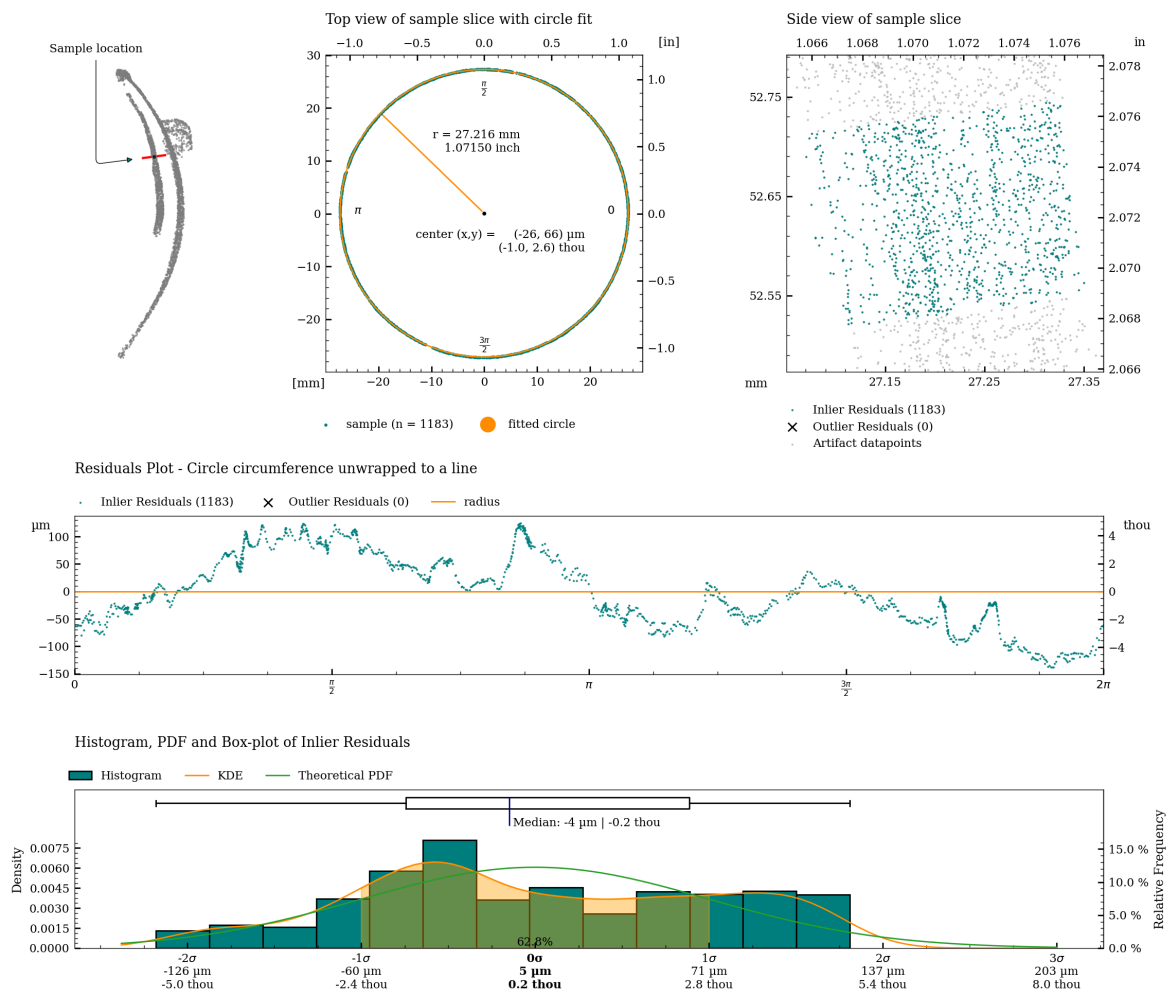 Top view of sample slice with circle fit
Side view of sample slice
Sample location
−1.0 −0.5 0.0 0.5 1.0 [in]
1.066 1.068 1.070 1.072 1.074 1.076 in
30
20
10
0
−10
−20
[mm]
π/2
r = 27.216 mm
1.07150 inch
π
0
center (x,y) = (-26, 66) µm
(-1.0, 2.6) thou
3π/2
1.0
0.5
0.0
−0.5
−1.0
−20 −10 0 10 20
52.75
52.65
52.55
mm
2.078
2.076
2.074
2.072
2.070
2.068
2.066
27.15 27.25 27.35
sample (n = 1183) fitted circle
Inlier Residuals (1183)
Outlier Residuals (0)
Artifact datapoints
Residuals Plot - Circle circumference unwrapped to a line
Inlier Residuals (1183) Outlier Residuals (0) radius
µm
thou
100
50
0
−50
−100
−150
4
2
0
−2
−4
0 π/2 π 3π/2 2π
Histogram, PDF and Box-plot of Inlier Residuals
Histogram KDE Theoretical PDF
Median: -4 µm | -0.2 thou
Density
0.0075
0.0060
0.0045
0.0030
0.0015
0.0000
Relative Frequency
15.0 %
10.0 %
5.0 %
0.0 %
62.8%
-2σ -1σ 0σ 1σ 2σ 3σ
-126 µm -60 µm 5 µm 71 µm 137 µm 203 µm
-5.0 thou -2.4 thou 0.2 thou 2.8 thou 5.4 thou 8.0 thou